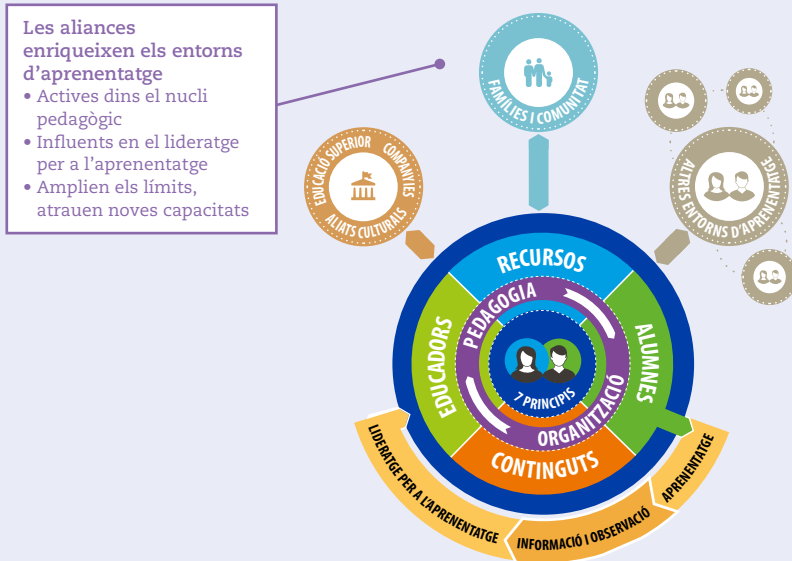 Les aliances
enriqueixen els entorns
d’aprenentatge
• Actives dins el nucli
pedagògic
• Influents en el lideratge
per a l’aprenentatge
• Amplien els límits,
atrauen noves capacitats
FAMÍLIES I COMUNITAT
EDUCACIÓ SUPERIOR COMPANYIES
ALIATS CULTURALS
ALTRES ENTORNS D’APRENENTATGE
RECURSOS
PEDAGOGIA
EDUCADORS
ALUMNES
7 PRINCIPIS
ORGANITZACIÓ
CONTINGUTS
LIDERATGE PER A L’APRENENTATGE
INFORMACIÓ I OBSERVACIÓ
APRENENTATGE